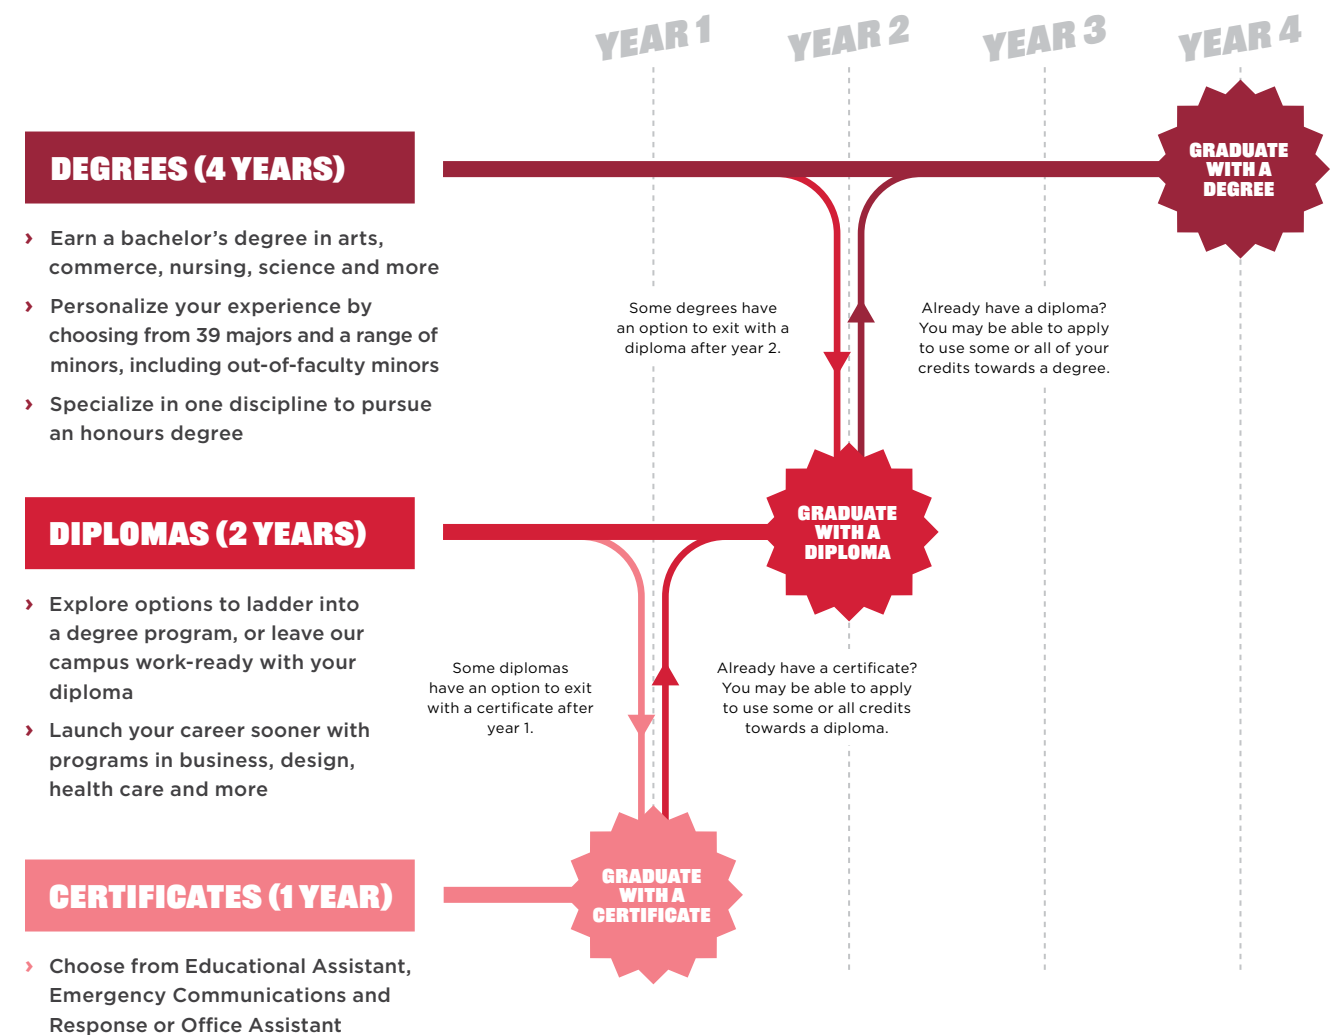 YEAR 1
YEAR 2
YEAR 3
YEAR 4
DEGREES (4 YEARS)
› Earn a bachelor's degree in arts,
commerce, nursing, science and more
› Personalize your experience by
choosing from 39 majors and a range of
minors, including out-of-faculty minors
› Specialize in one discipline to pursue
an honours degree
GRADUATE
WITH A
DEGREE
Some degrees have
an option to exit with a
diploma after year 2.
Already have a diploma?
You may be able to apply
to use some or all of your
credits towards a degree.
DIPLOMAS (2 YEARS)
› Explore options to ladder into
a degree program, or leave our
campus work-ready with your
diploma
› Launch your career sooner with
programs in business, design,
health care and more
GRADUATE
WITH A
DIPLOMA
Some diplomas
have an option to exit
with a certificate after
year 1.
Already have a certificate?
You may be able to apply
to use some or all credits
towards a diploma.
CERTIFICATES (1 YEAR)
› Choose from Educational Assistant,
Emergency Communications and
Response or Office Assistant
GRADUATE
WITH A
CERTIFICATE